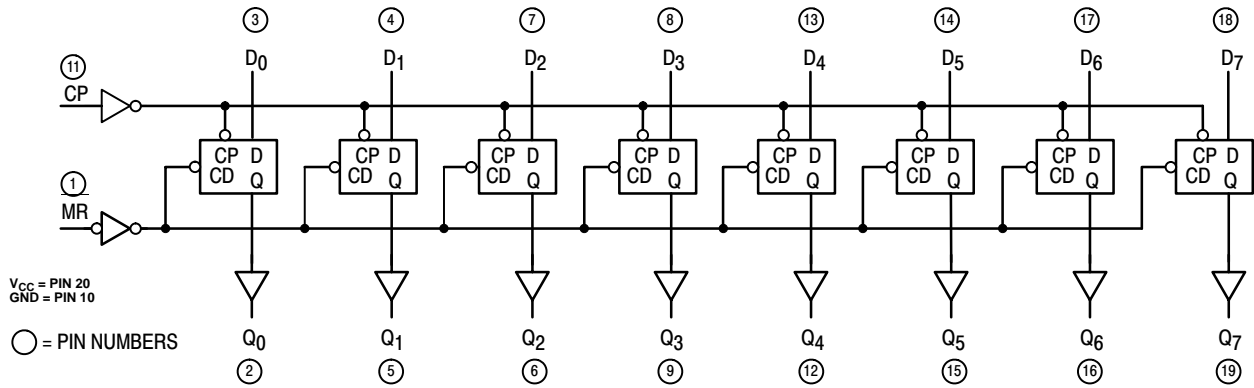 3 4 7 8 13 14 17 18
11 D0 D1 D2 D3 D4 D5 D6 D7
CP
CP D CP D CP D CP D CP D CP D CP D CP D
CD Q CD Q CD Q CD Q CD Q CD Q CD Q CD Q
1
MR
VCC = PIN 20
GND = PIN 10
= PIN NUMBERS
Q0 Q1 Q2 Q3 Q4 Q5 Q6 Q7
2 5 6 9 12 15 16 19